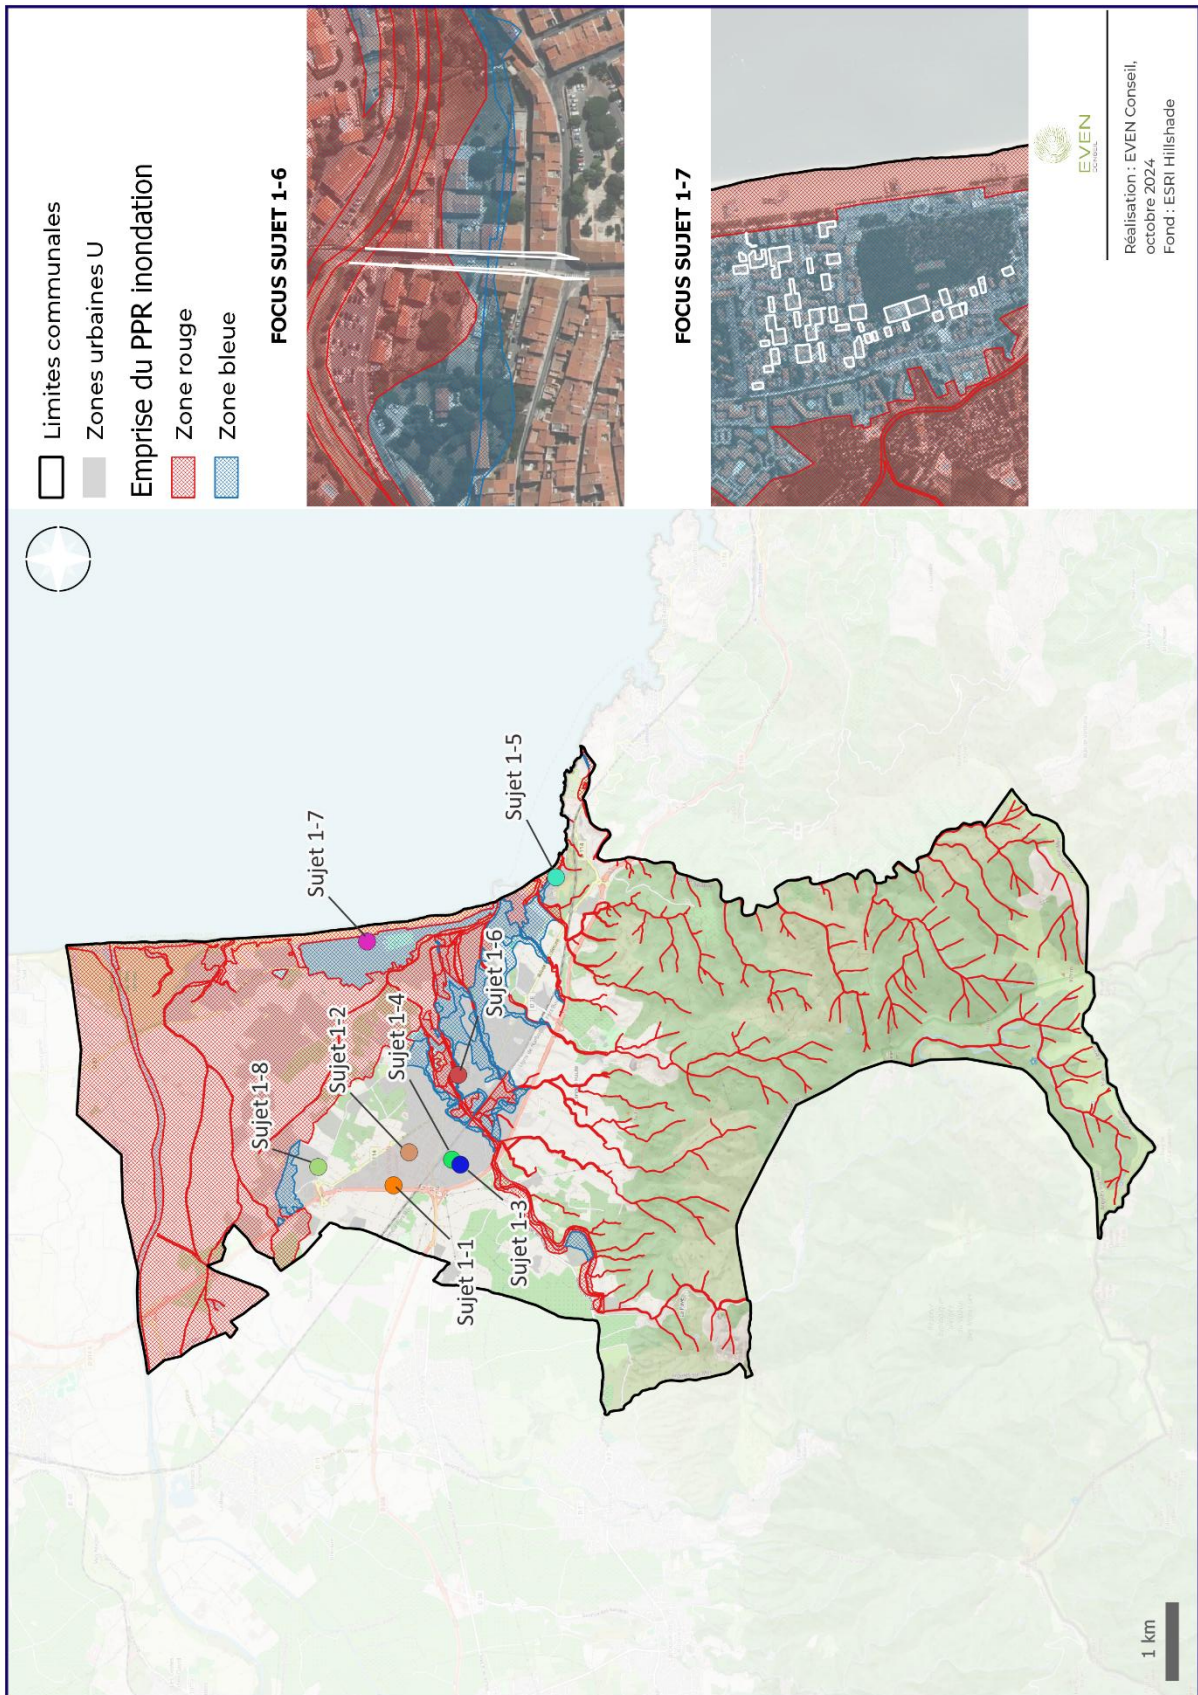 Limites communales
Zones urbaines U
Emprise du PPR inondation
Zone rouge
Zone bleue
FOCUS SUJET 1-6
FOCUS SUJET 1-7
EVEN
CONSEIL
Réalisation : EVEN Conseil,
octobre 2024
Fond : ESRI Hillshade
Sujet 1-7
Sujet 1-5
Sujet 1-2
Sujet 1-4
Sujet 1-6
Sujet 1-8
Sujet 1-3
Sujet 1-1
1 km